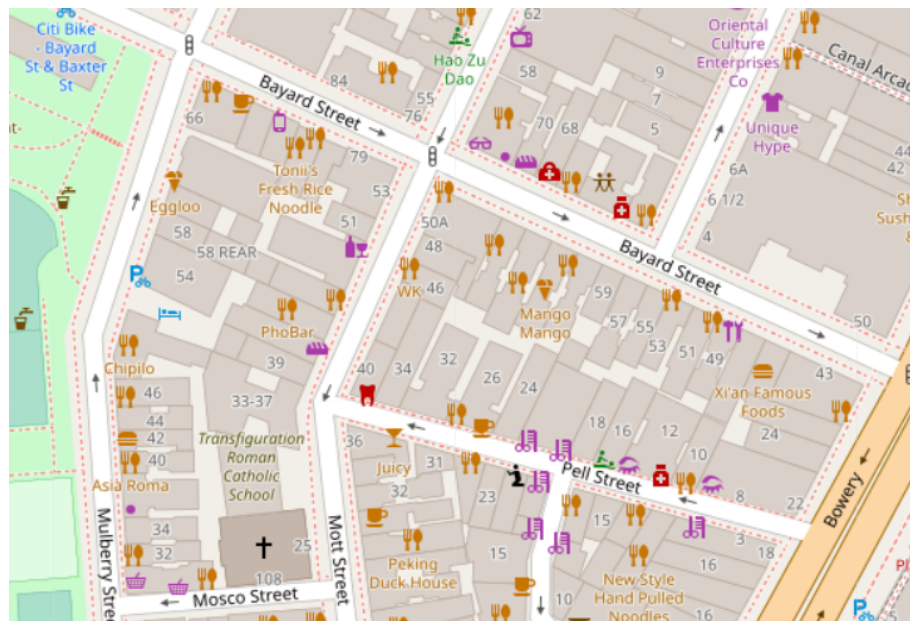 Citi Bike
- Bayard
St & Baxter
St
62
Oriental
Culture
Enterprises
Co
Hao Zu
Dao
58
9
7
Canal Arcad
84
55
76
Bayard Street
66
70
68
5
Unique
Hype
44
42
79
Tonii's
Fresh Rice
Noodle
53
6A
6 1/2
Eggloo
51
50A
58
48
58 REAR
4
Bayard Street
54
WK
46
59
Mango
Mango
57
55
50
PhoBar
53
51
49
43
Chipilo
39
40
34
32
26
24
Xi'an Famous
Foods
46
33-37
44
42
Transfiguration
Roman
Catholic
School
36
18
16
12
24
40
Asia Roma
Juicy
31
10
Pell Street
32
23
8
22
Bowery
Mulberry Street
34
32
25
Mott Street
15
15
3
18
Peking
Duck House
108
Mosco Street
10
New Style
Hand Pulled
Noodles
16
16